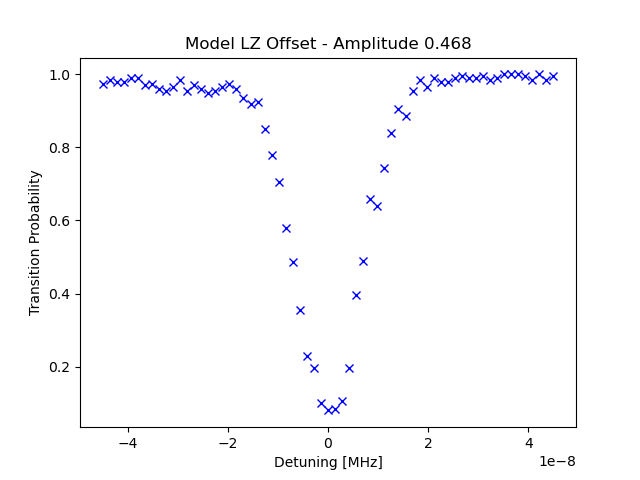 Model LZ Offset - Amplitude 0.468
Transition Probability
1.0
0.8
0.6
0.4
0.2
−4
−2
0
2
4
1e−8
Detuning [MHz]